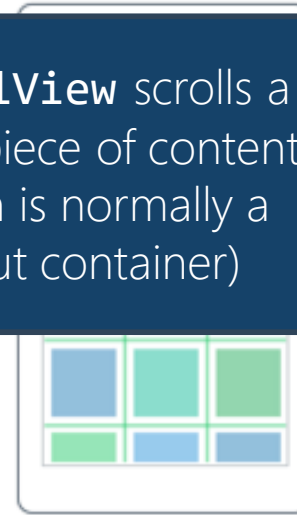 lView scrolls a
piece of content
is normally a
ut container)